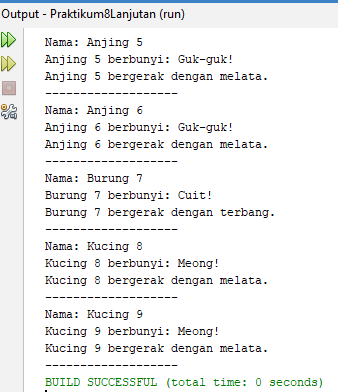 Output - Praktikum8Lanjutan (run)
Nama: Anjing 5
Anjing 5 berbunyi: Guk-guk!
Anjing 5 bergerak dengan melata.
-------------------
Nama: Anjing 6
Anjing 6 berbunyi: Guk-guk!
Anjing 6 bergerak dengan melata.
-------------------
Nama: Burung 7
Burung 7 berbunyi: Cuit!
Burung 7 bergerak dengan terbang.
-------------------
Nama: Kucing 8
Kucing 8 berbunyi: Meong!
Kucing 8 bergerak dengan melata.
-------------------
Nama: Kucing 9
Kucing 9 berbunyi: Meong!
Kucing 9 bergerak dengan melata.
-------------------
BUILD SUCCESSFUL (total time: 0 seconds)